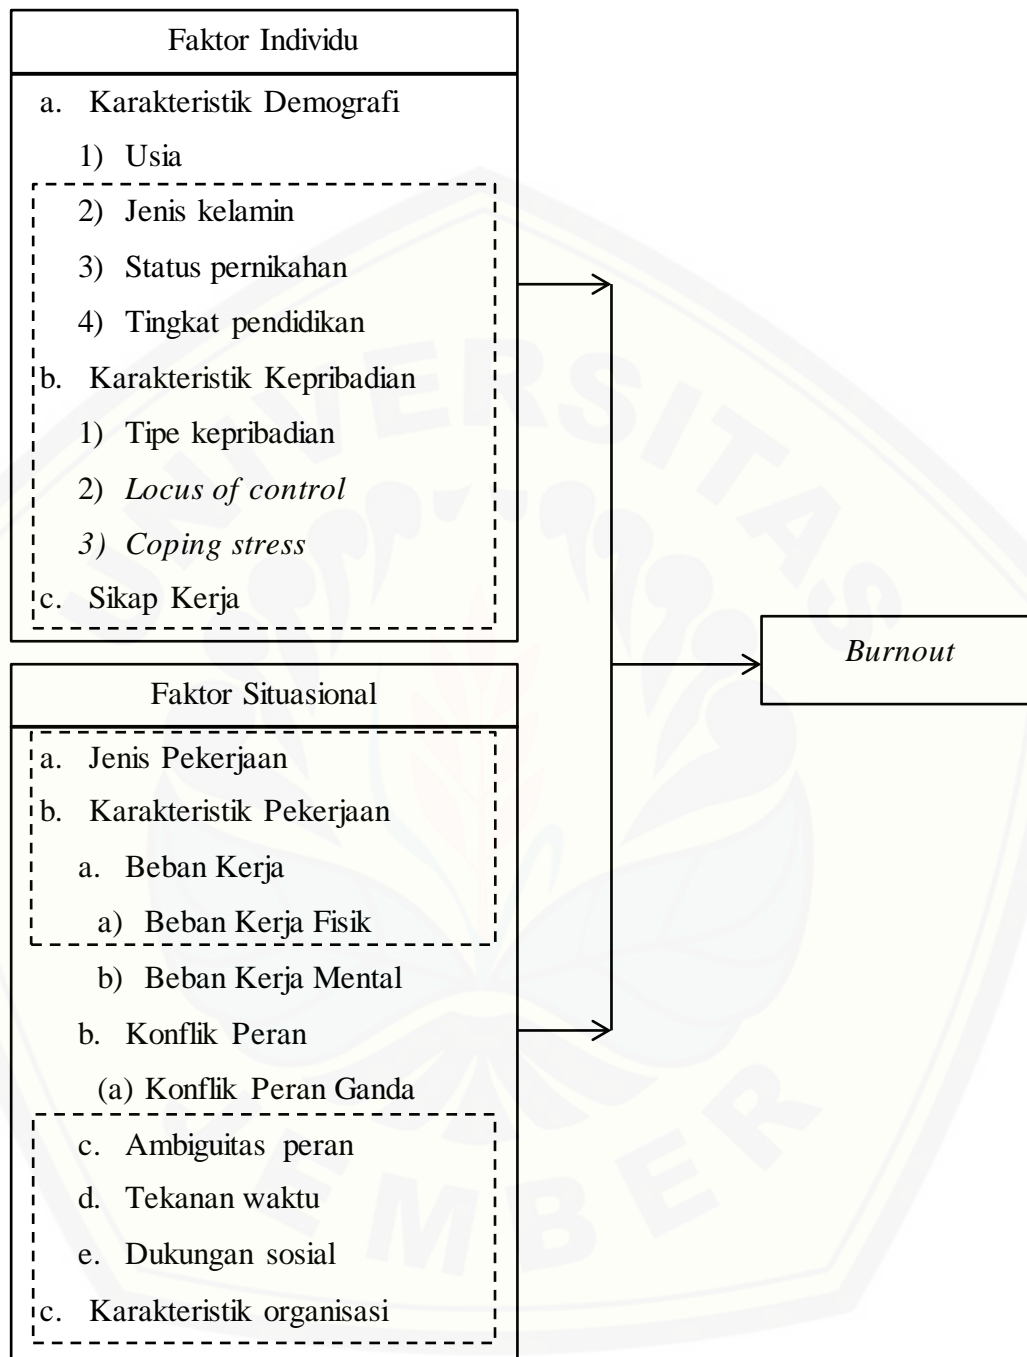 Faktor Individu
a. Karakteristik Demografi
1) Usia
2) Jenis kelamin
3) Status pernikahan
4) Tingkat pendidikan
b. Karakteristik Kepribadian
1) Tipe kepribadian
2) Locus of control
3) Coping stress
c. Sikap Kerja
Burnout
Faktor Situasional
a. Jenis Pekerjaan
b. Karakteristik Pekerjaan
a. Beban Kerja
a) Beban Kerja Fisik
b) Beban Kerja Mental
b. Konflik Peran
(a) Konflik Peran Ganda
c. Ambiguitas peran
d. Tekanan waktu
e. Dukungan sosial
c. Karakteristik organisasi
UNIVERSITAS
JEMBER